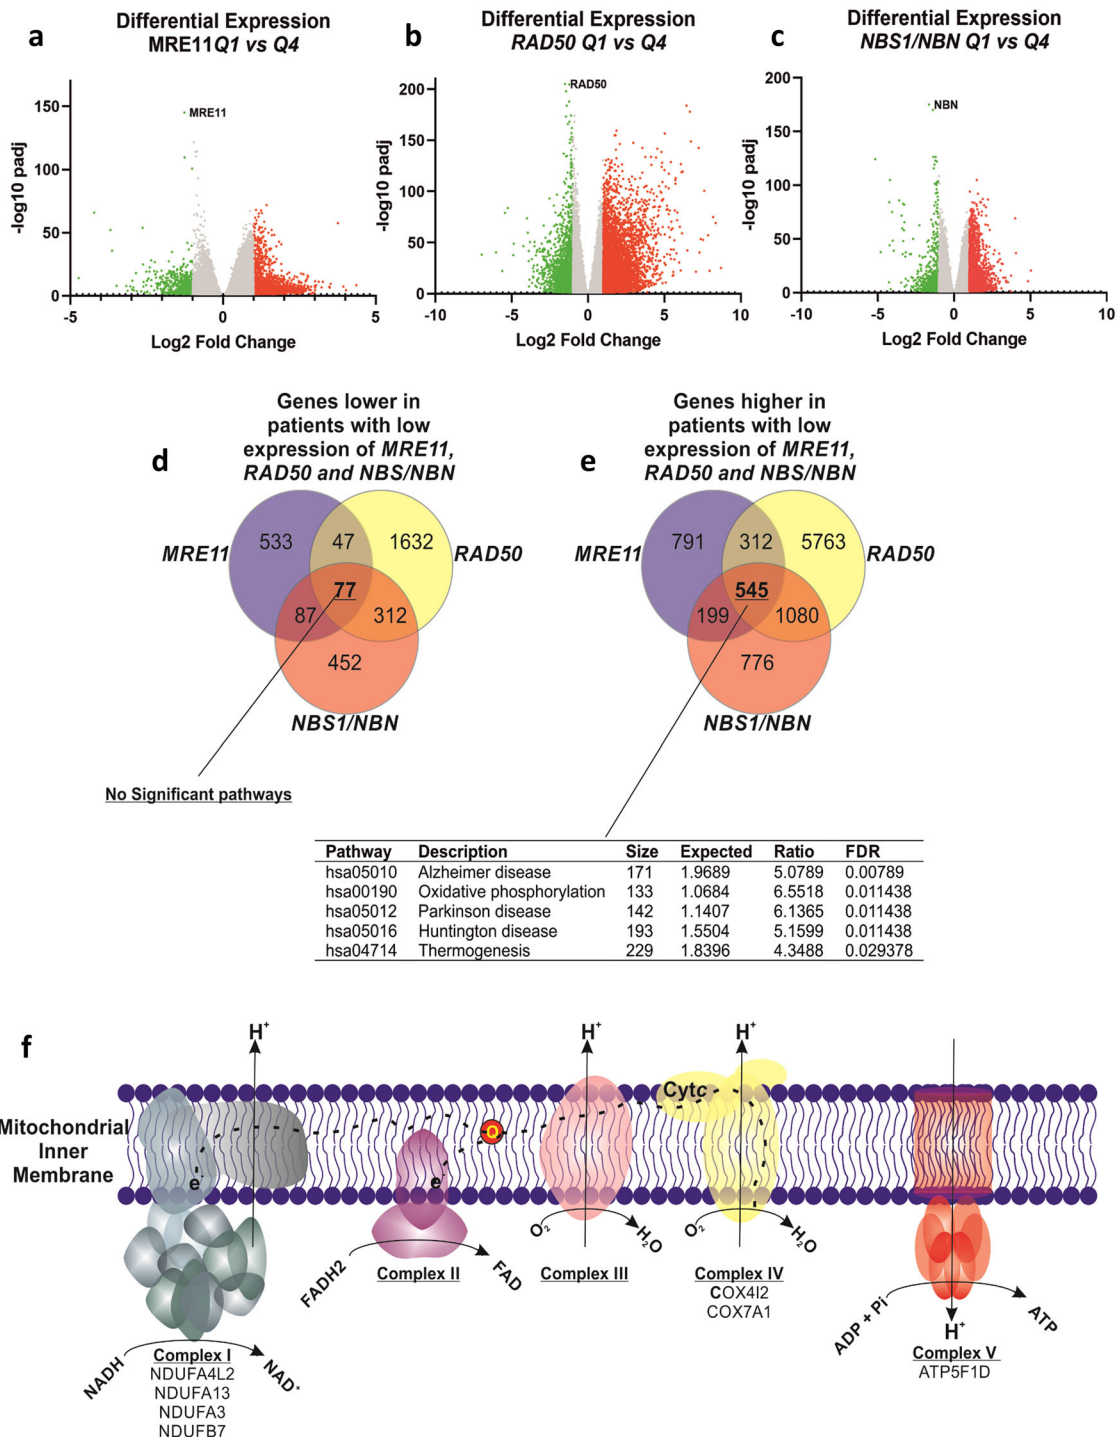 a
Differential Expression
MRE11 Q1 vs Q4
-log10 padj
150
100
50
0
MRE11
-5
0
5
Log2 Fold Change
b
Differential Expression
RAD50 Q1 vs Q4
-log10 padj
200
150
100
50
0
RAD50
-10
-5
0
5
10
Log2 Fold Change
c
Differential Expression
NBS1/NBN Q1 vs Q4
-log10 padj
200
150
100
50
0
NBN
-10
-5
0
5
10
Log2 Fold Change
d
Genes lower in
patients with low
expression of MRE11,
RAD50 and NBS/NBN
MRE11
533
47
1632
RAD50
77
87
312
452
NBS1/NBN
No Significant pathways
e
Genes higher in
patients with low
expression of MRE11,
RAD50 and NBS/NBN
MRE11
791
312
5763
RAD50
545
199
1080
776
NBS1/NBN
Pathway Description Size Expected Ratio FDR
hsa05010 Alzheimer disease 171 1.9689 5.0789 0.00789
hsa00190 Oxidative phosphorylation 133 1.0684 6.5518 0.011438
hsa05012 Parkinson disease 142 1.1407 6.1365 0.011438
hsa05016 Huntington disease 193 1.5504 5.1599 0.011438
hsa04714 Thermogenesis 229 1.8396 4.3488 0.029378
f
H+
H+
H+
Mitochondrial
Inner
Membrane
e-
e-
Q
Cytc
NADH
NAD+
Complex I
NDUFA4L2
NDUFA13
NDUFA3
NDUFB7
FADH2
FAD
Complex II
O2
H2O
Complex III
O2
H2O
Complex IV
COX4I2
COX7A1
ADP + Pi
ATP
H+
Complex V
ATP5F1D